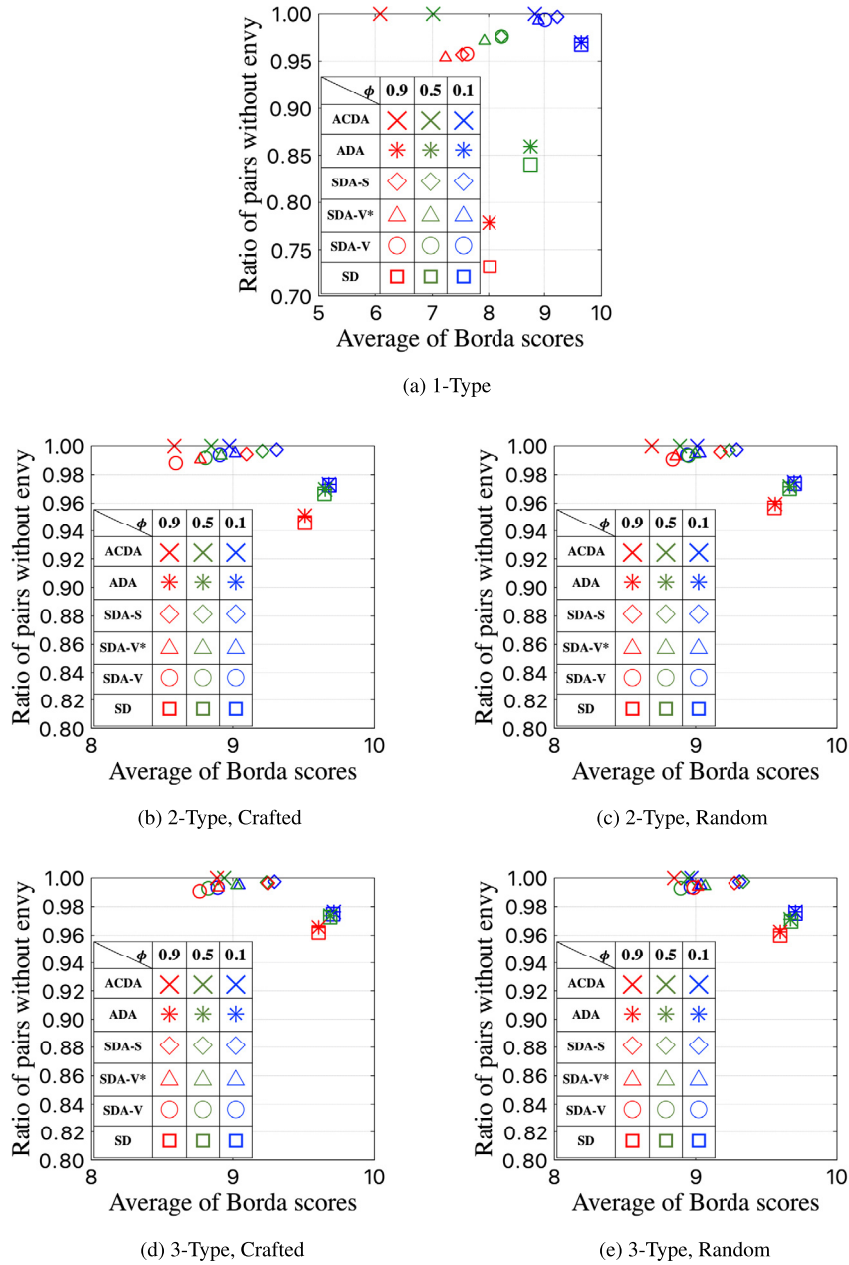 Ratio of pairs without envy
1.00
0.95
0.90
0.85
0.80
0.75
0.70
ϕ 0.9 0.5 0.1
ACDA
ADA
SDA-S
SDA-V*
SDA-V
SD
5 6 7 8 9 10
Average of Borda scores
(a) 1-Type
Ratio of pairs without envy
1.00
0.98
0.96
0.94
0.92
0.90
0.88
0.86
0.84
0.82
0.80
ϕ 0.9 0.5 0.1
ACDA
ADA
SDA-S
SDA-V*
SDA-V
SD
8 9 10
Average of Borda scores
(b) 2-Type, Crafted
Ratio of pairs without envy
1.00
0.98
0.96
0.94
0.92
0.90
0.88
0.86
0.84
0.82
0.80
ϕ 0.9 0.5 0.1
ACDA
ADA
SDA-S
SDA-V*
SDA-V
SD
8 9 10
Average of Borda scores
(c) 2-Type, Random
Ratio of pairs without envy
1.00
0.98
0.96
0.94
0.92
0.90
0.88
0.86
0.84
0.82
0.80
ϕ 0.9 0.5 0.1
ACDA
ADA
SDA-S
SDA-V*
SDA-V
SD
8 9 10
Average of Borda scores
(d) 3-Type, Crafted
Ratio of pairs without envy
1.00
0.98
0.96
0.94
0.92
0.90
0.88
0.86
0.84
0.82
0.80
ϕ 0.9 0.5 0.1
ACDA
ADA
SDA-S
SDA-V*
SDA-V
SD
8 9 10
Average of Borda scores
(e) 3-Type, Random